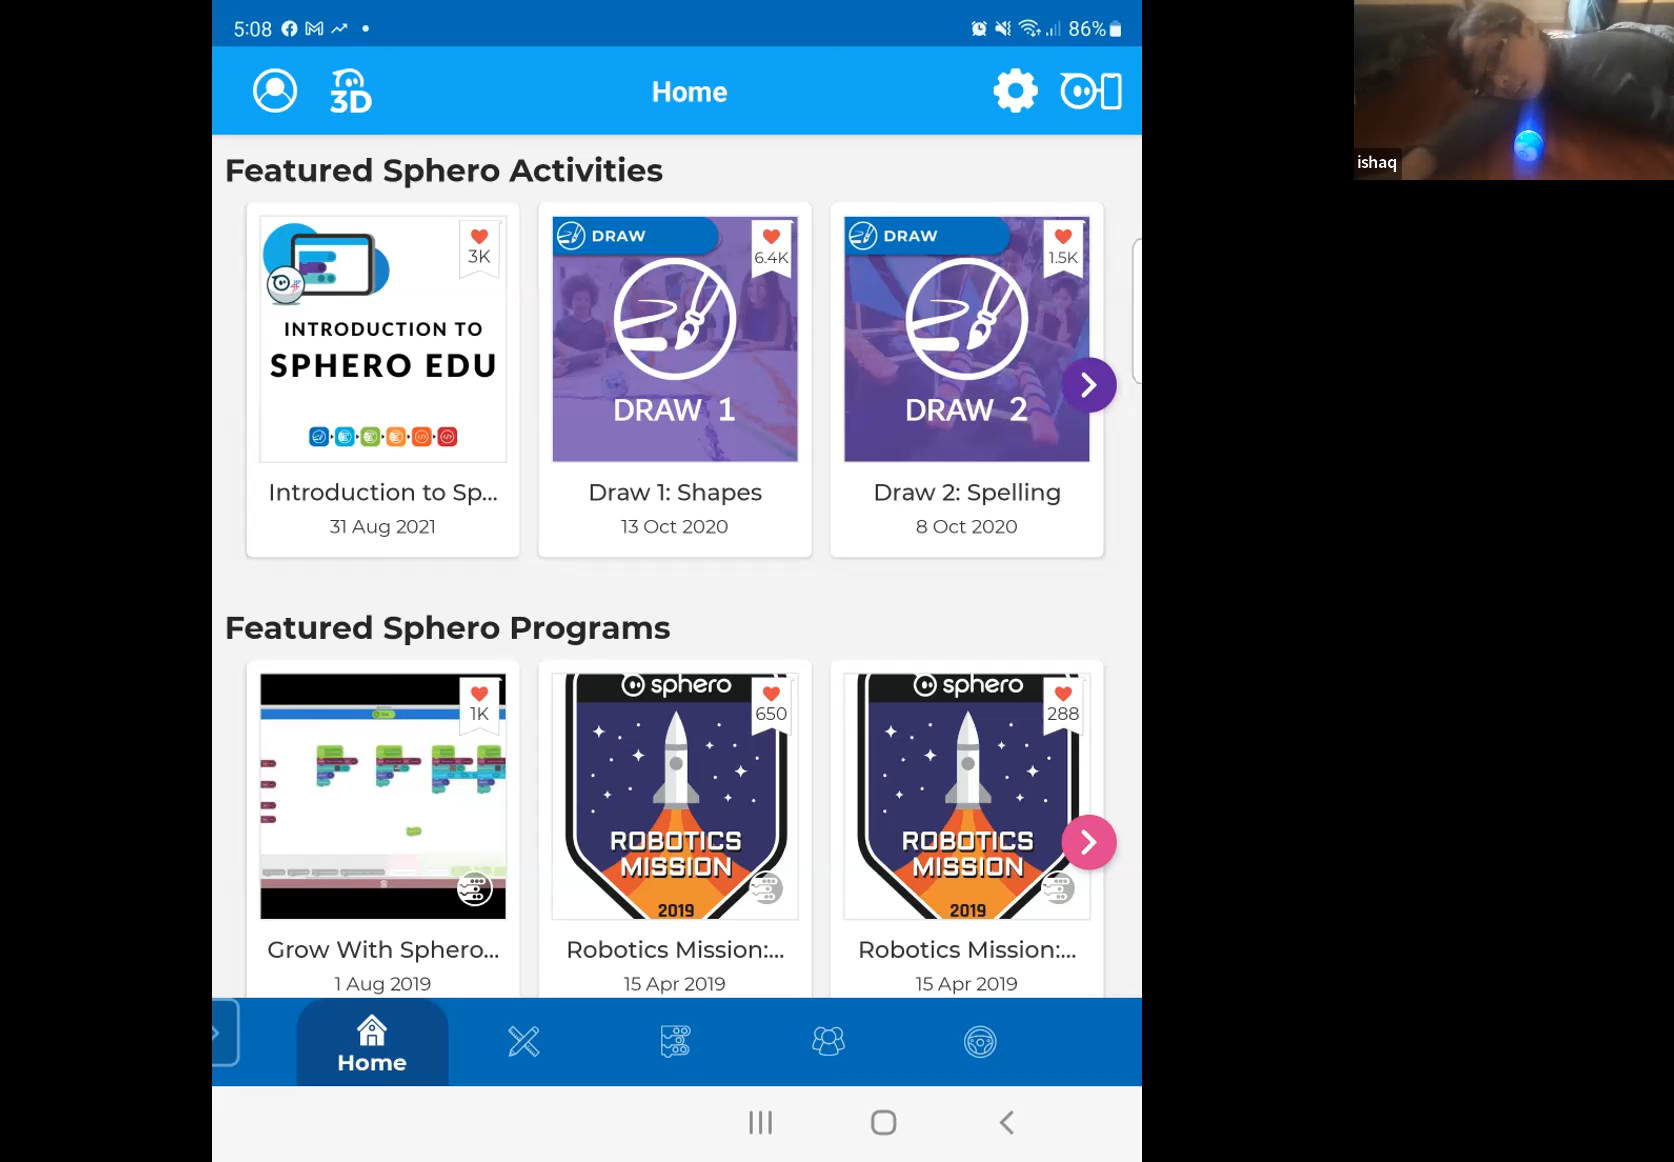 5:08
86%
3D
Home
Featured Sphero Activities
3K
INTRODUCTION TO
SPHERO EDU
Introduction to Sp...
31 Aug 2021
DRAW
6.4K
DRAW 1
Draw 1: Shapes
13 Oct 2020
DRAW
1.5K
DRAW 2
Draw 2: Spelling
8 Oct 2020
Featured Sphero Programs
1K
Grow With Sphero...
1 Aug 2019
sphero
650
ROBOTICS
MISSION
2019
Robotics Mission:...
15 Apr 2019
sphero
288
ROBOTICS
MISSION
2019
Robotics Mission:...
15 Apr 2019
Home
ishaq